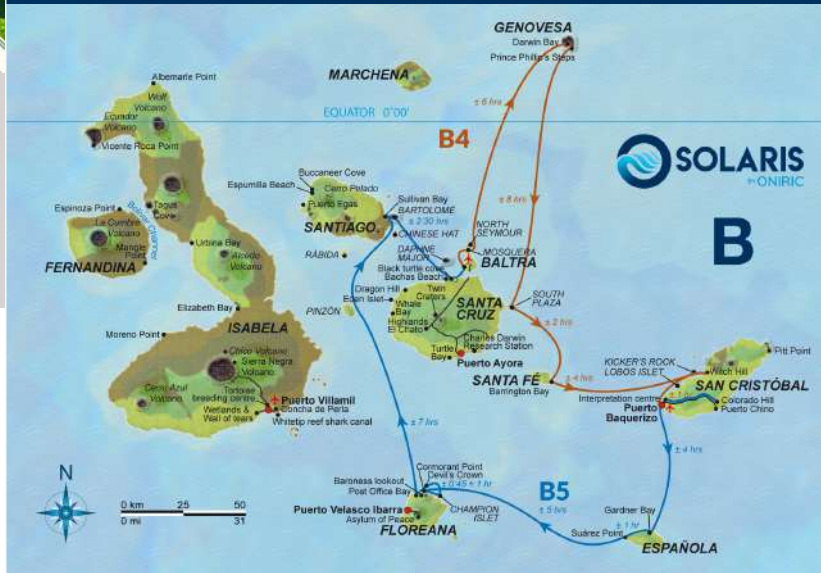 GENOVESA
Darwin Bay
Prince Phillip's Steps
MARCHENA
Albemarle Point
Wolf
Volcano
Ecuador
Volcano
Vicente Roca Point
EQUATOR 0°00'
± 6 hrs
B4
SOLARIS
by ONIRIC
B
Buccaneer Cove
Espumilla Beach
Cerro Pelado
Puerto Egas
SANTIAGO
Sullivan Bay
BARTOLOMÉ
± 2:30 hrs
CHINESE HAT
± 8 hrs
Espinoza Point
Bolivar Channel
Tagus
Cove
La Cumbre
Volcano
Mangle
Point
FERNANDINA
Urbina Bay
Alcedo
Volcano
RÁBIDA
DAPHNE
MAJOR
NORTH
SEYMOUR
MOSQUERA
BALTRA
Black turtle cove
Bachas Beach
Dragon Hill
Eden Islet
Twin
Craters
Whale
Bay
Highlands
El Chato
SANTA
CRUZ
SOUTH
PLAZA
PINZÓN
Elizabeth Bay
Moreno Point
ISABELA
Charles Darwin
Research Station
Turtle
Bay
Puerto Ayora
± 2 hrs
Chico Volcano
Sierra Negra
Volcano
Cerro Azul
Volcano
Tortoise
breeding centre
Puerto Villamil
Wetlands &
Wall of tears
Concha de Perla
Whitetip reef shark canal
SANTA FÉ
Barrington Bay
± 4 hrs
KICKER'S ROCK
LOBOS ISLET
Pitt Point
Witch Hill
SAN CRISTÓBAL
± 1 hr
Interpretation centre
Puerto
Baquerizo
Colorado Hill
Puerto Chino
± 7 hrs
± 4 hrs
N
0 km 25 50
0 mi 31
Cormorant Point
Devil's Crown
Baroness lookout
Post Office Bay
± 0:45 + 1 hr
Puerto Velasco Ibarra
Asylum of Peace
FLOREANA
CHAMPION
ISLET
B5
± 5 hrs
Gardner Bay
± 1 hr
Suárez Point
ESPAÑOLA